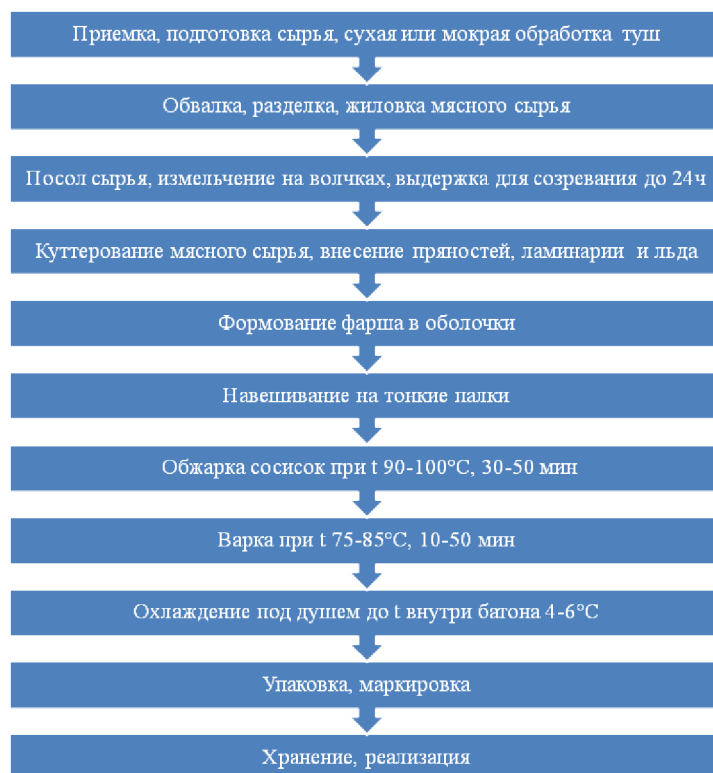 Приемка, подготовка сырья, сухая или мокрая обработка туш
Обвалка, разделка, жиловка мясного сырья
Посол сырья, измельчение на волчках, выдержка для созревания до 24ч
Куттерование мясного сырья, внесение пряностей, ламинарии и льда
Формование фарша в оболочки
Навешивание на тонкие палки
Обжарка сосисок при t 90-100°С, 30-50 мин
Варка при t 75-85°С, 10-50 мин
Охлаждение под душем до t внутри батона 4-6°С
Упаковка, маркировка
Хранение, реализация